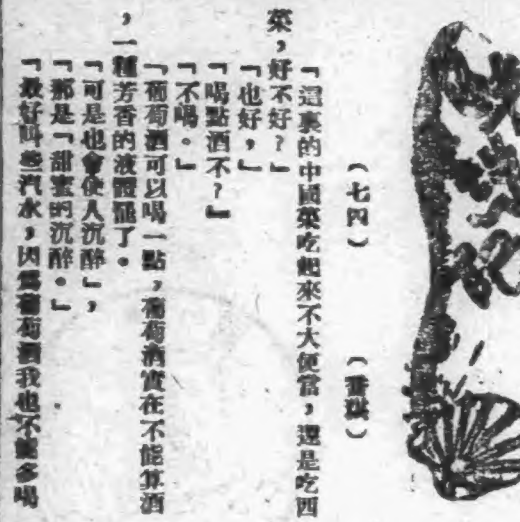 （七四）
「這裏的中國菜吃起來不大便當，還是吃西
菜，好不好？」
「也好，」
「喝點酒不？」
「不喝。」
「葡萄酒可以喝一點，葡萄酒實在不能算酒
，一種芳香的液體罷了。
「可是也會使人沉醉」，
「那是「甜蜜的沉醉。」
「最好叫些汽水，因爲葡萄酒我也不能多喝